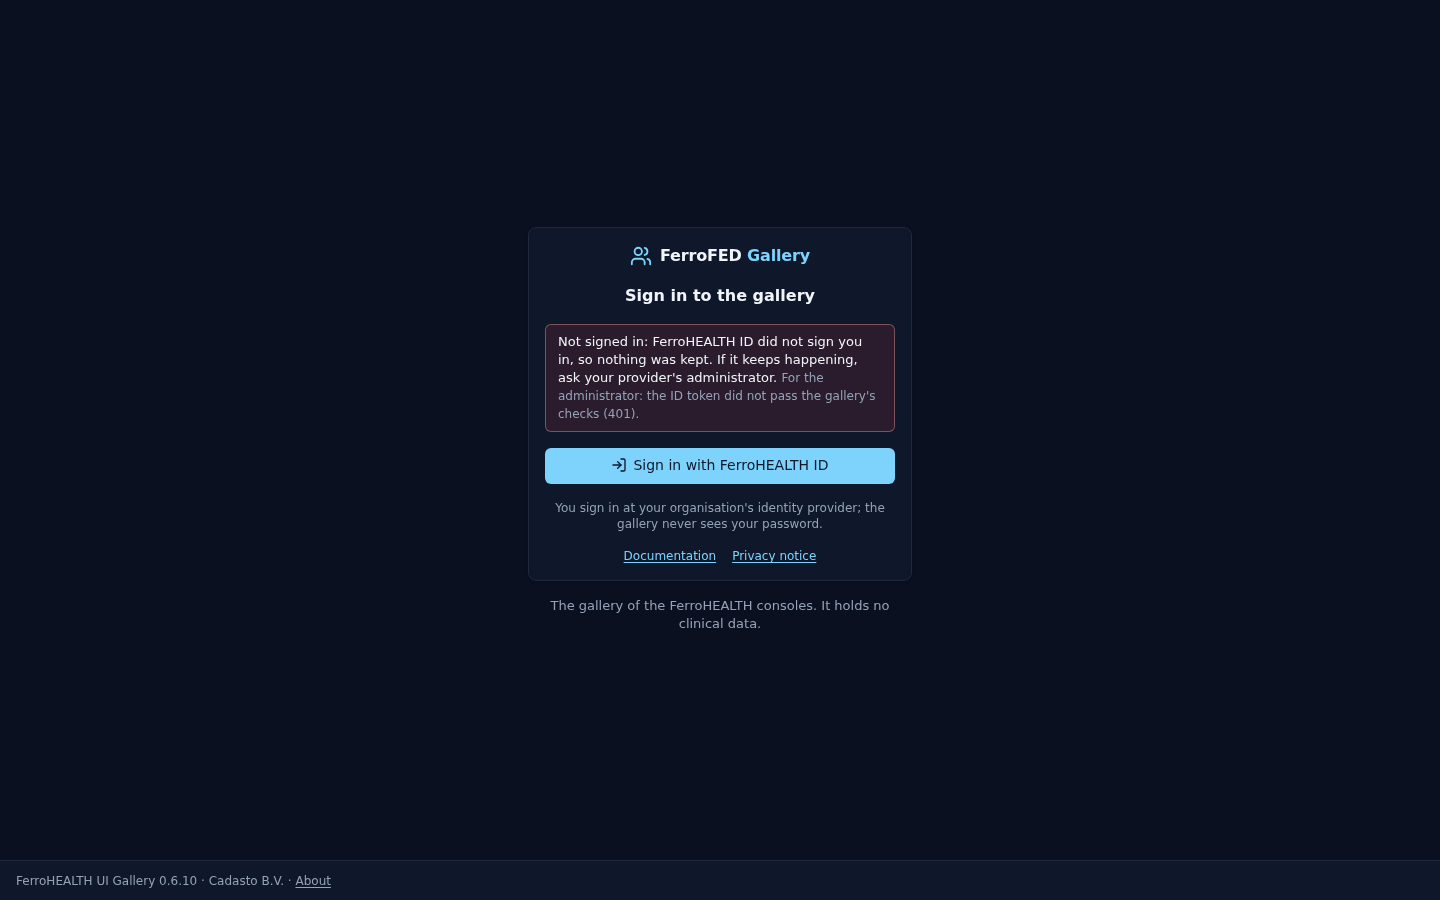 FerroFED Gallery
Sign in to the gallery
Not signed in: FerroHEALTH ID did not sign you
in, so nothing was kept. If it keeps happening,
ask your provider's administrator. For the
administrator: the ID token did not pass the gallery's
checks (401).
Sign in with FerroHEALTH ID
You sign in at your organisation's identity provider; the
gallery never sees your password.
Documentation Privacy notice
The gallery of the FerroHEALTH consoles. It holds no
clinical data.
FerroHEALTH UI Gallery 0.6.10 · Cadasto B.V. · About